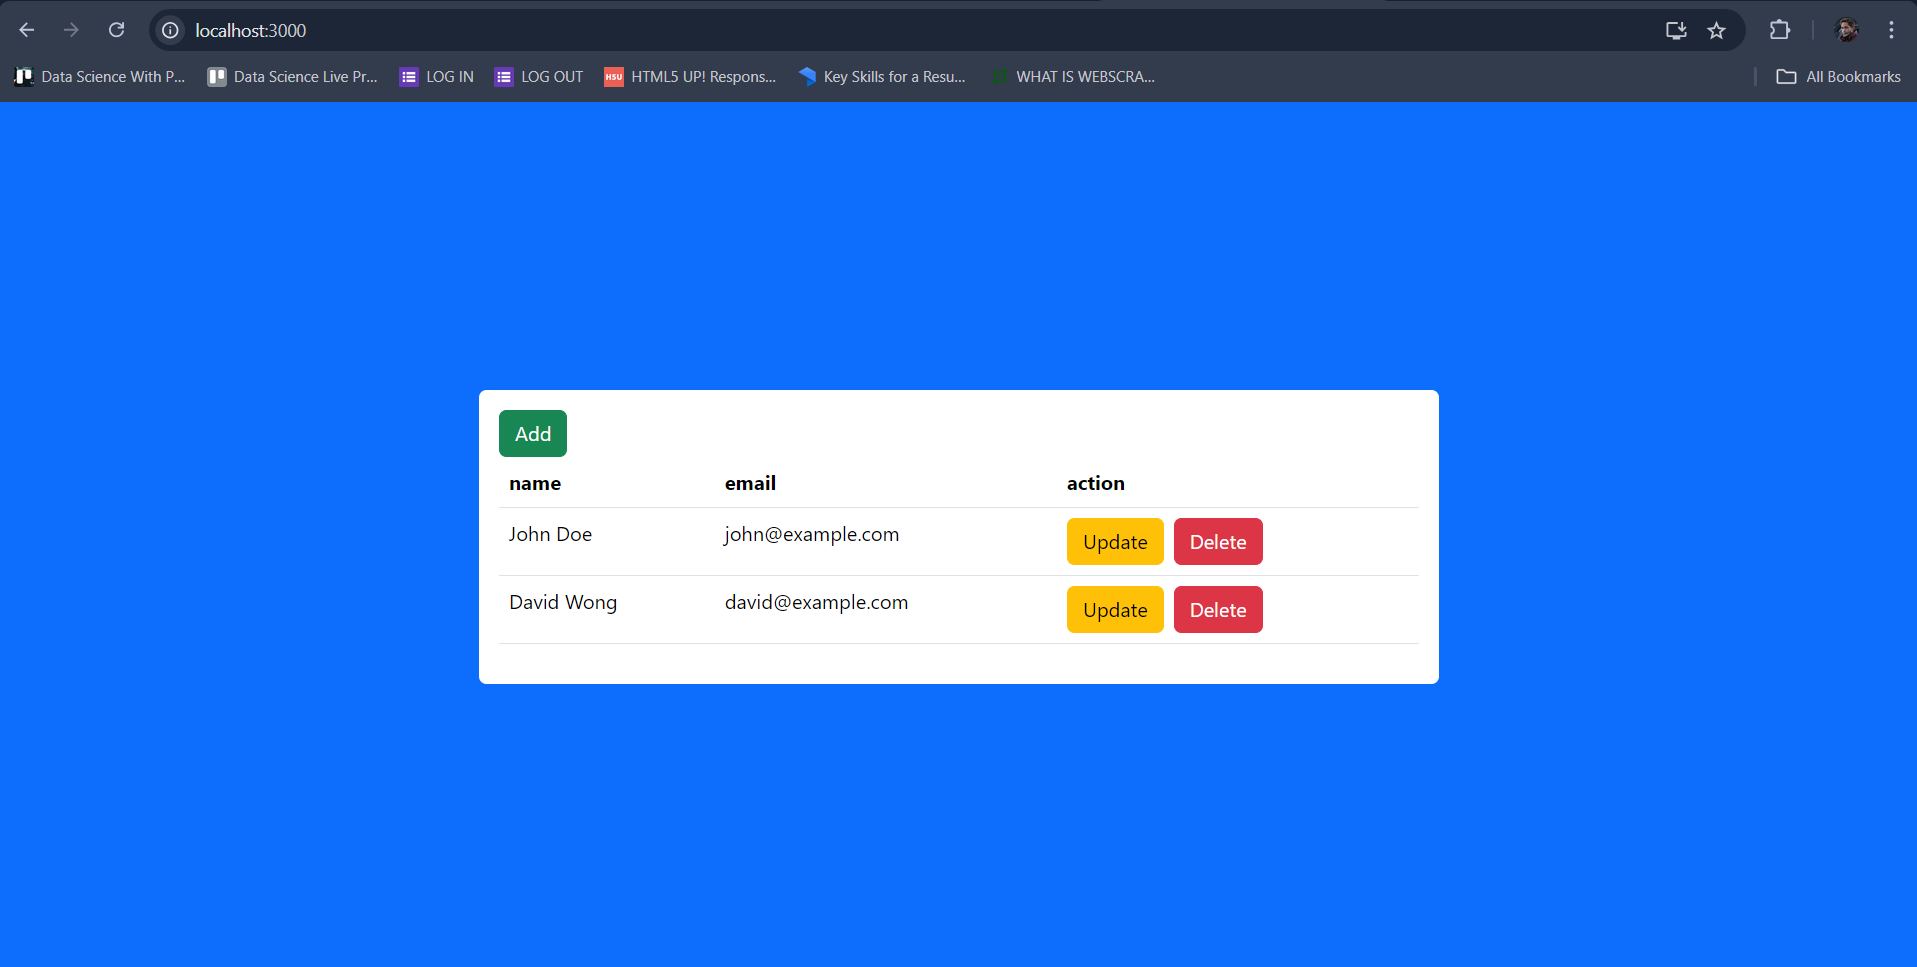 localhost:3000
Data Science With P... Data Science Live Pr... LOG IN LOG OUT H5U HTML5 UP! Respons... Key Skills for a Resu... WHAT IS WEBSCRA... All Bookmarks
Add
name email action
John Doe john@example.com Update Delete
David Wong david@example.com Update Delete